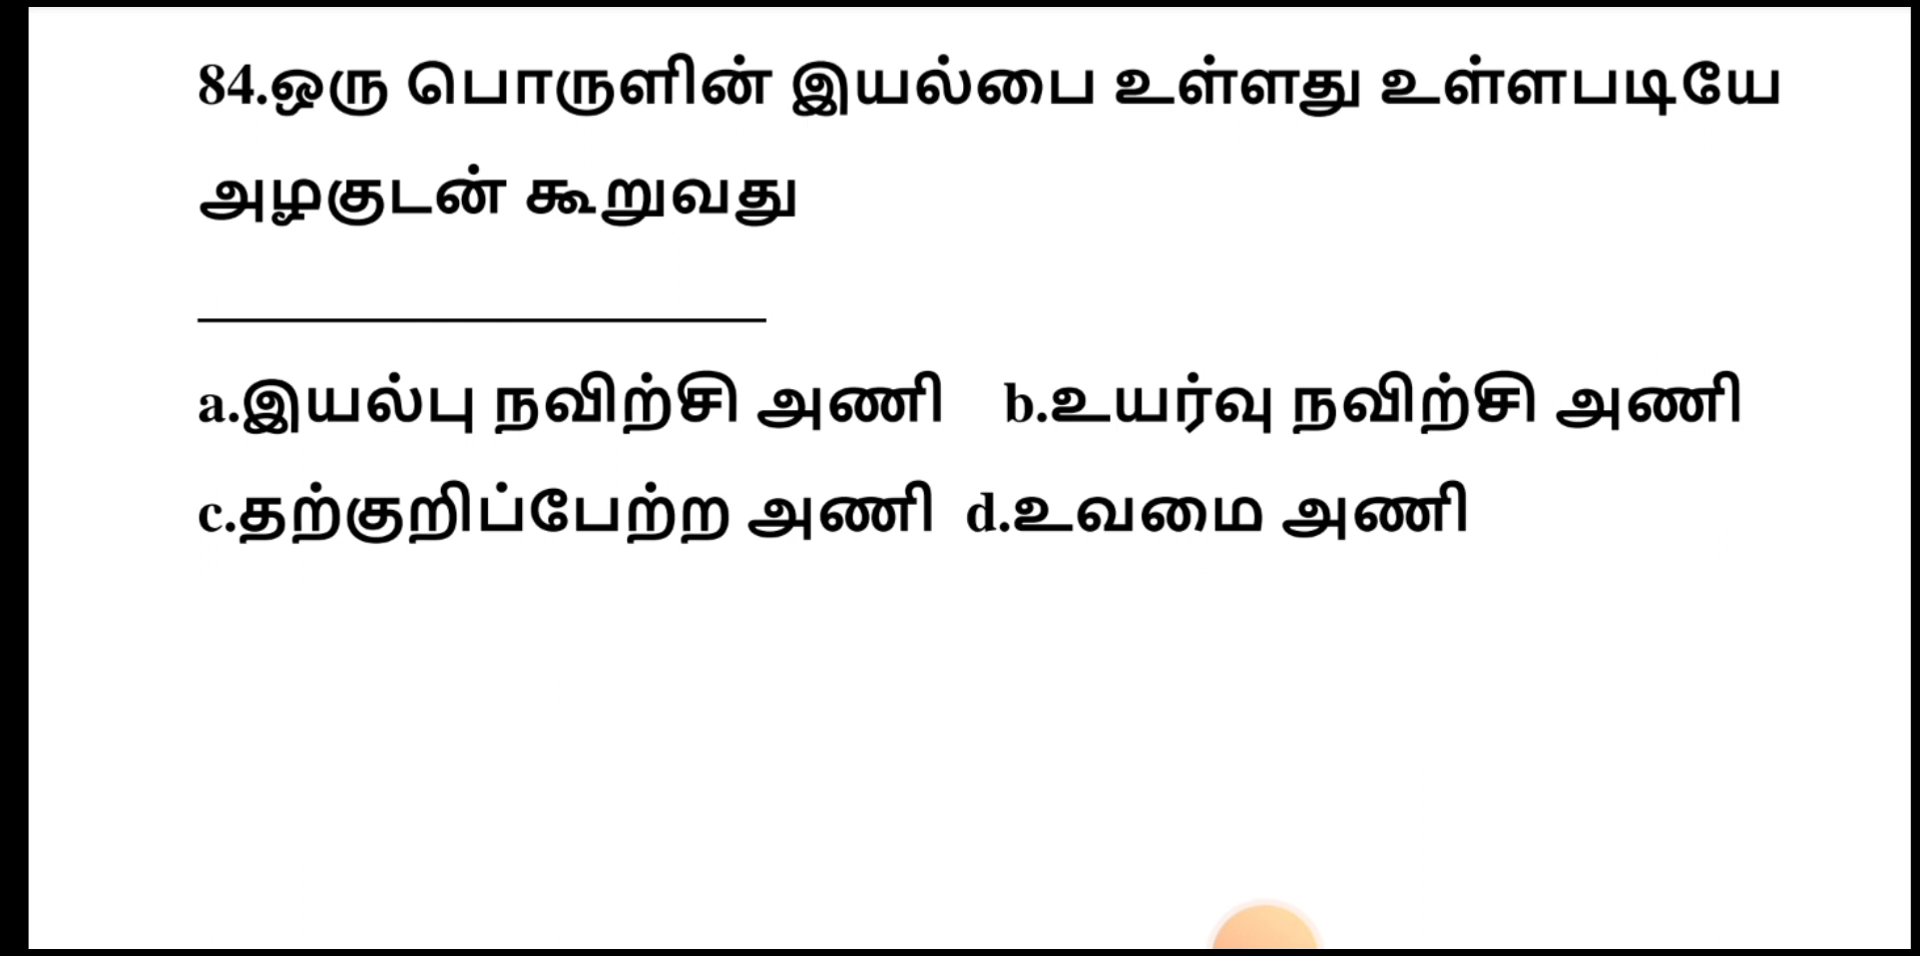 84.ஒரு பொருளின் இயல்பை உள்ளது உள்ளபடியே
அழகுடன் கூறுவது
____________________
a.இயல்பு நவிற்சி அணி b.உயர்வு நவிற்சி அணி
c.தற்குறிப்பேற்ற அணி d.உவமை அணி